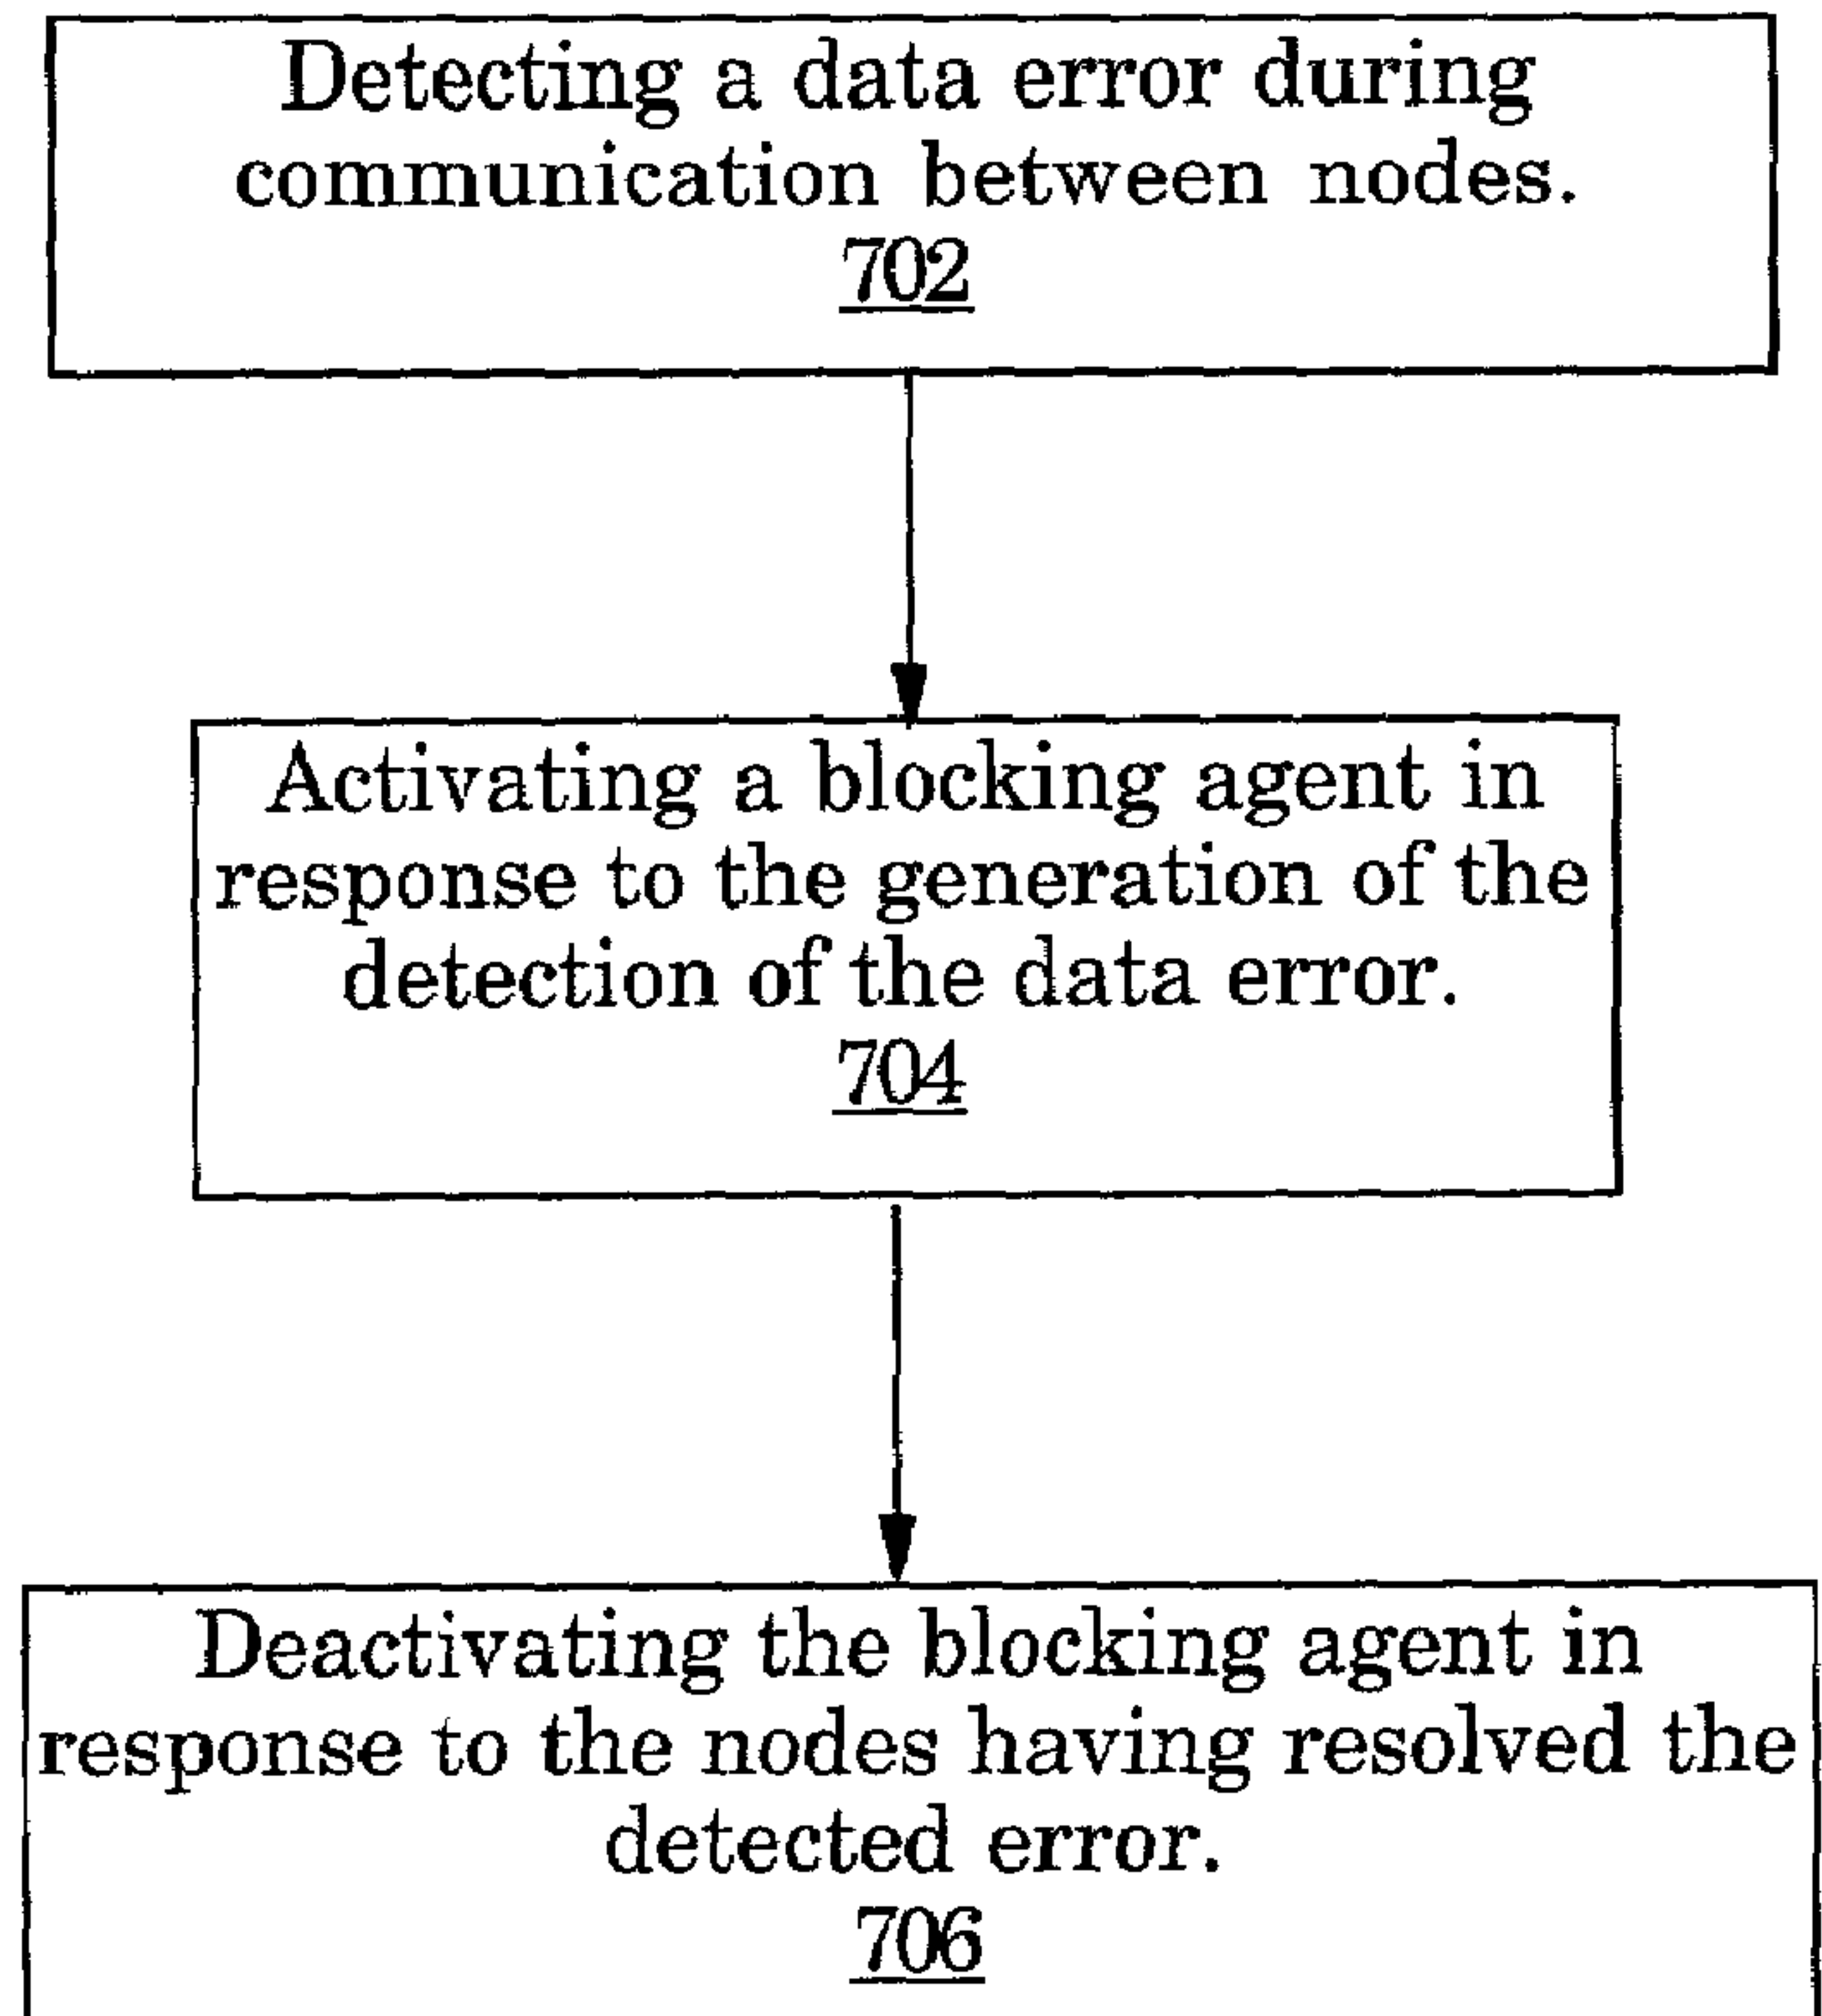 Detecting a data error during
communication between nodes.
702
Activating a blocking agent in
response to the generation of the
detection of the data error.
704
Deactivating the blocking agent in
response to the nodes having resolved the
detected error.
706